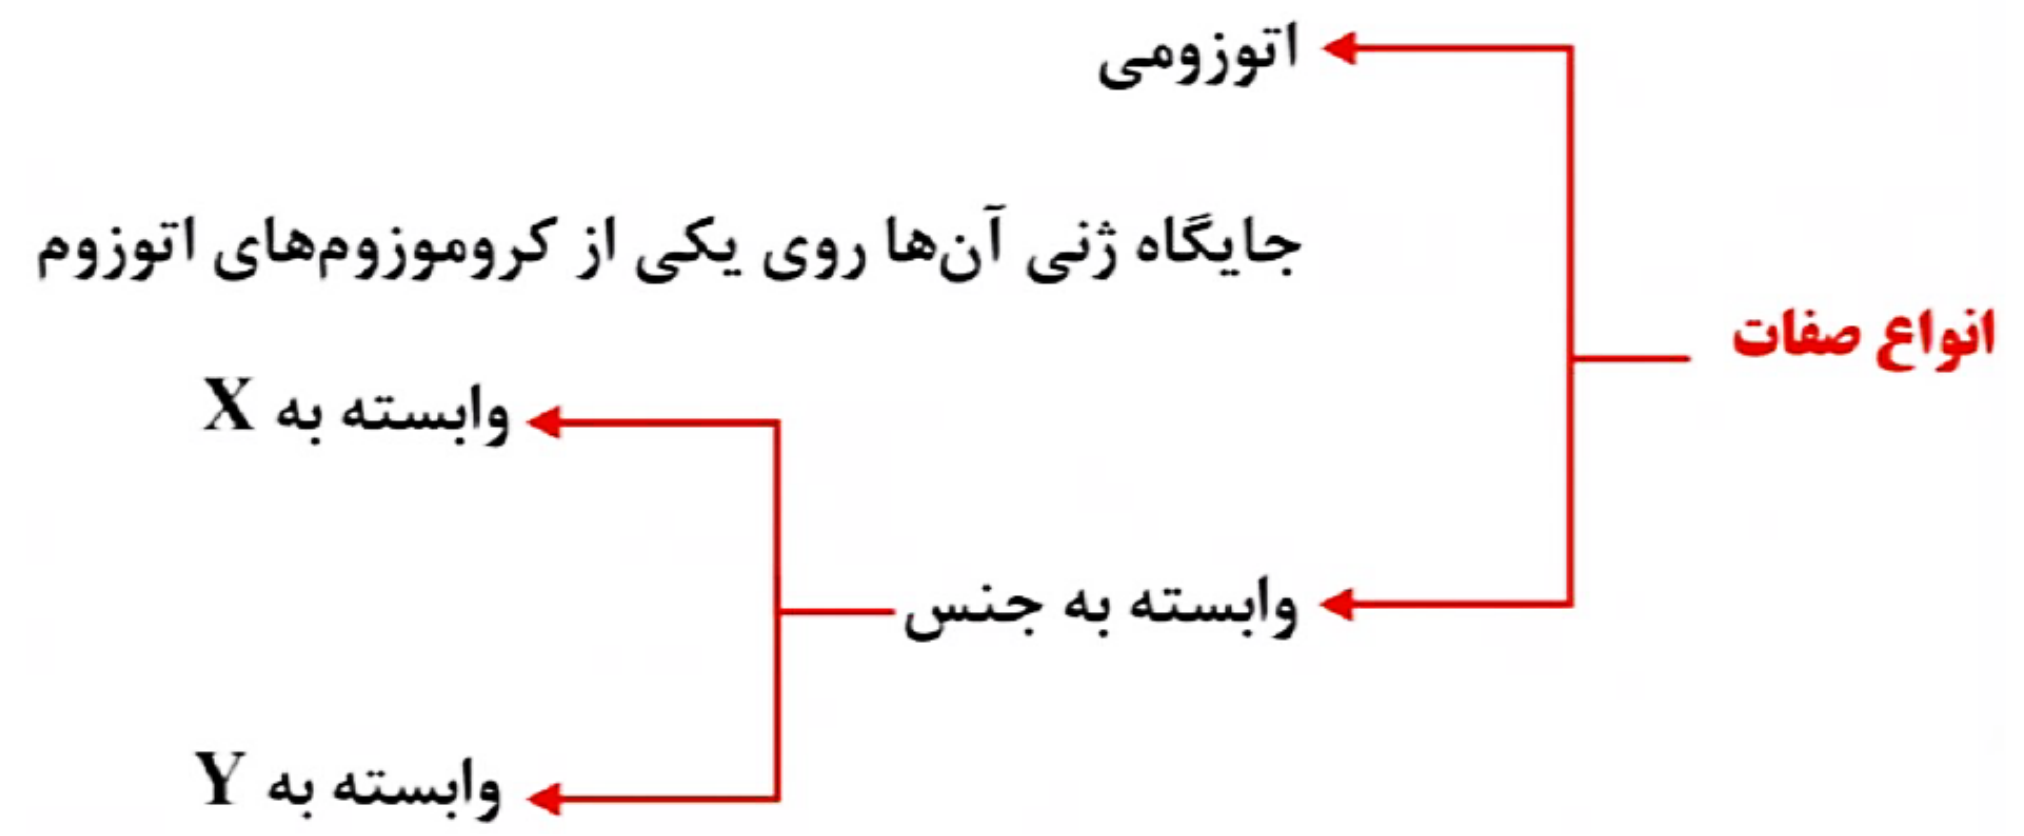 انواع صفات
اتوزومی
جایگاه ژنی آن‌ها روی یکی از کروموزوم‌های اتوزوم
وابسته به جنس
وابسته به X
وابسته به Y